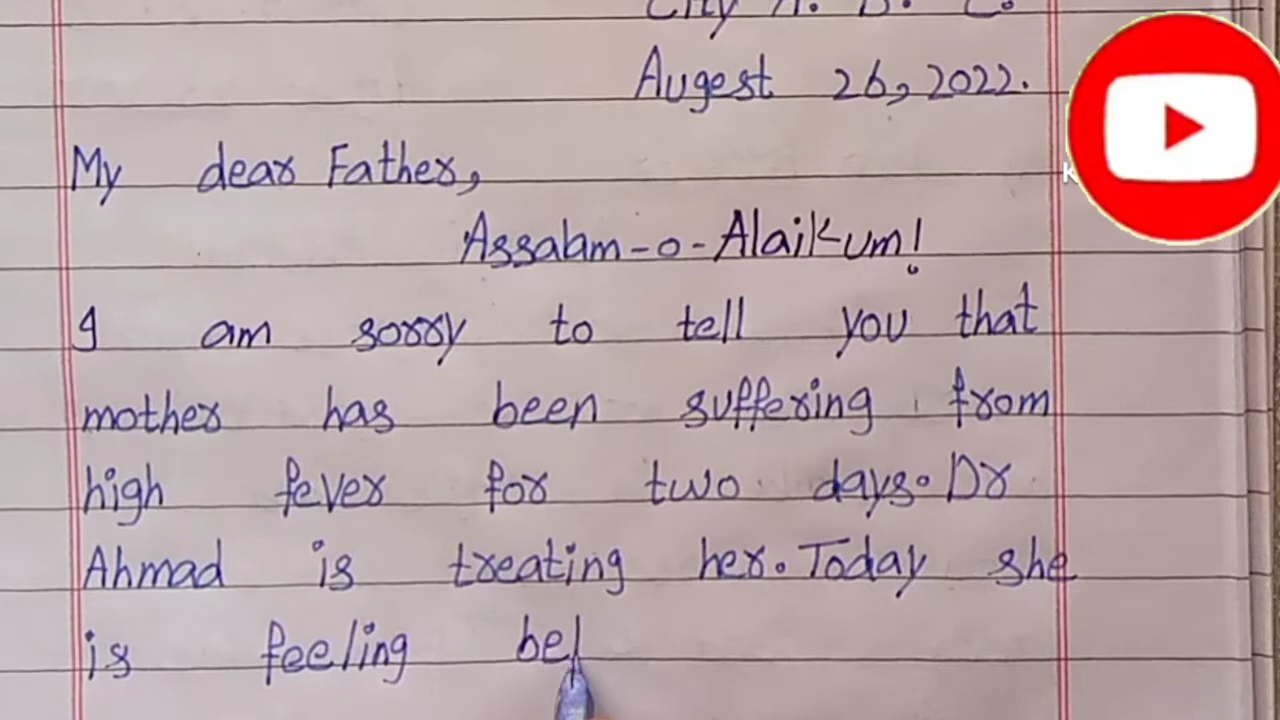 City A. B. C.
Augest 26, 2022.
My dear Father,
Assalam-o-Alaikum!
I am sorry to tell you that
mother has been suffering from
high fever for two days. Dr
Ahmad is treating her. Today she
is feeling